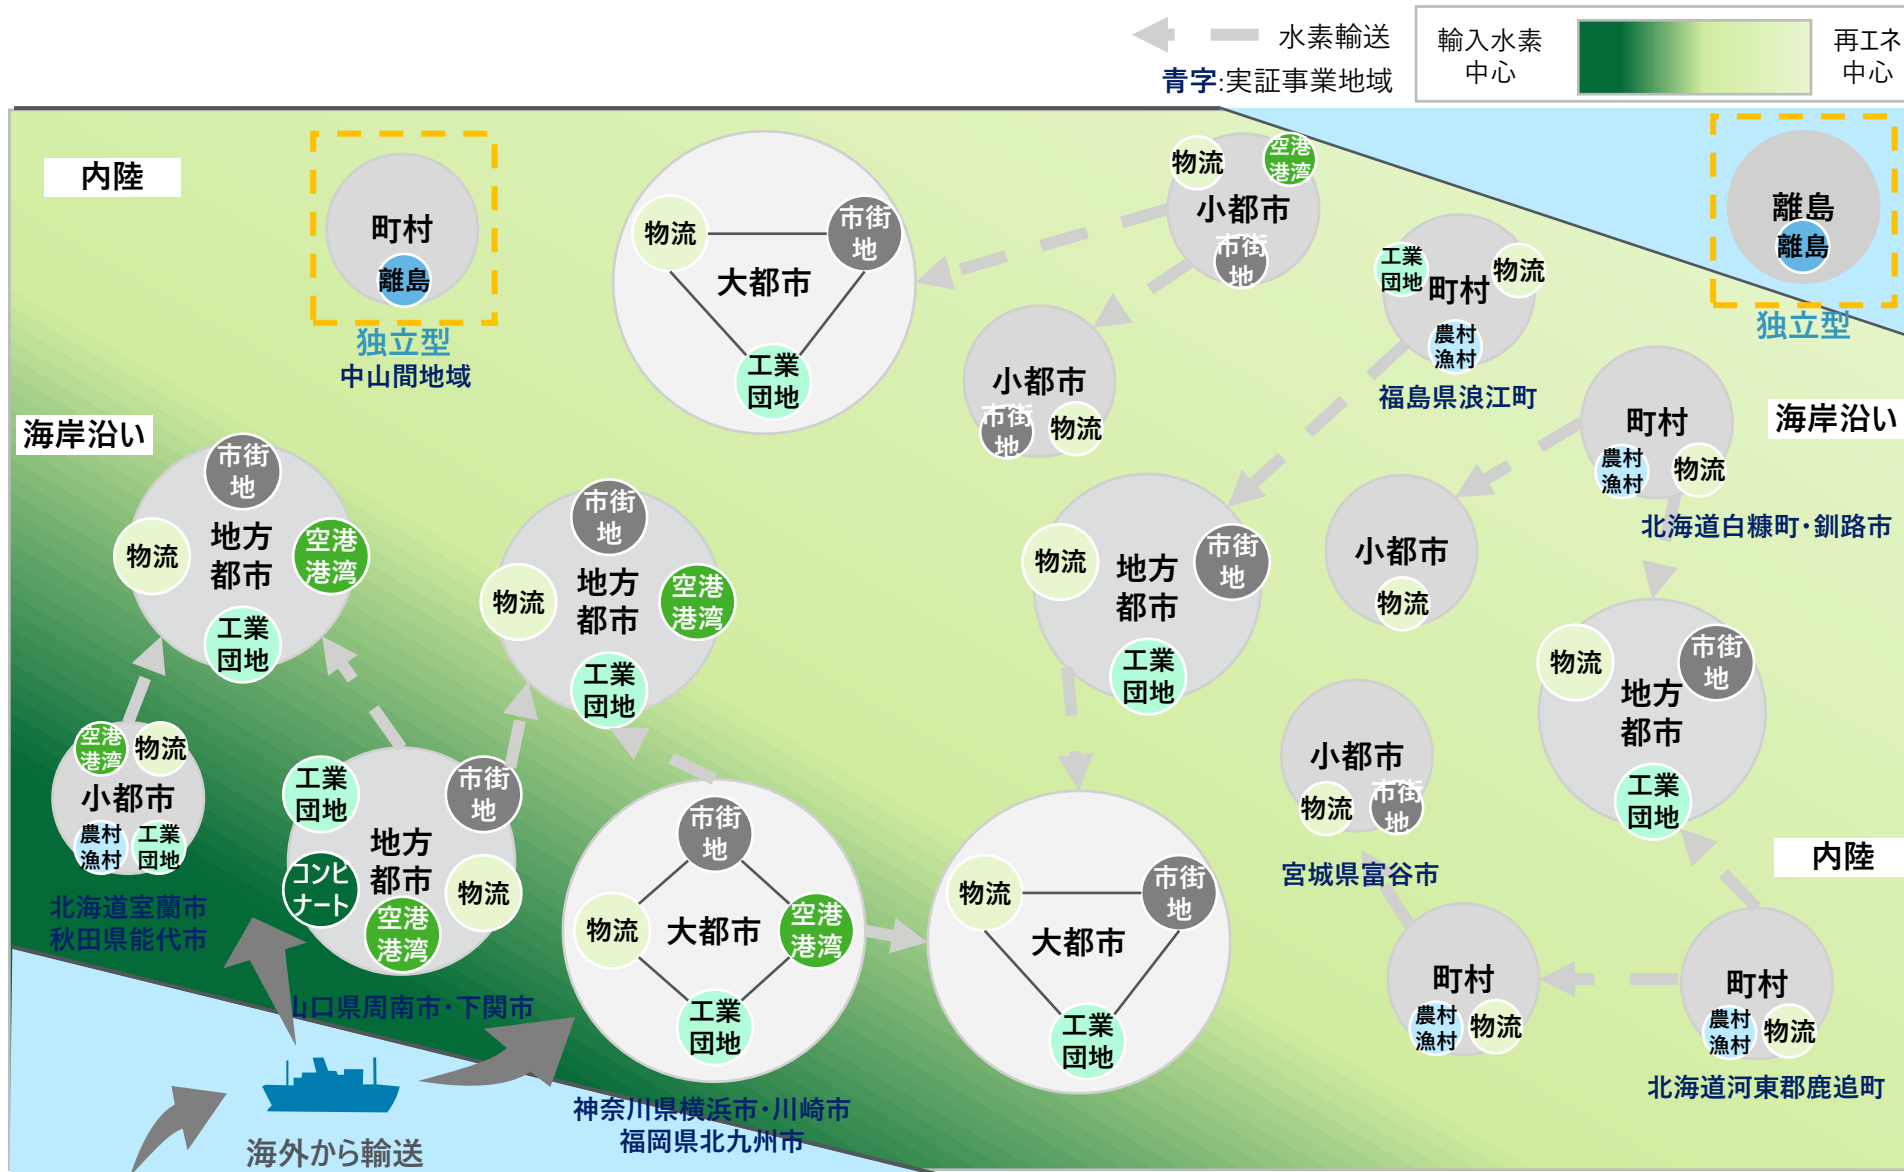 水素輸送
青字:実証事業地域
輸入水素
中心
再エネ
中心
内陸
町村
離島
独立型
中山間地域
物流
市街
地
大都市
工業
団地
物流
空港
港湾
小都市
市街
地
小都市
市街
地
物流
工業
団地
物流
町村
農村
漁村
福島県浪江町
離島
離島
独立型
海岸沿い
海岸沿い
町村
農村
漁村
物流
北海道白糠町・釧路市
市街
地
物流
地方
都市
空港
港湾
工業
団地
市街
地
物流
地方
都市
空港
港湾
工業
団地
物流
市街
地
地方
都市
工業
団地
小都市
物流
物流
市街
地
地方
都市
工業
団地
空港
港湾
物流
小都市
農村
漁村
工業
団地
北海道室蘭市
秋田県能代市
工業
団地
市街
地
地方
都市
コンビ
ナート
物流
空港
港湾
山口県周南市・下関市
市街
地
物流
大都市
空港
港湾
工業
団地
神奈川県横浜市・川崎市
福岡県北九州市
物流
市街
地
大都市
工業
団地
小都市
物流
市街
地
宮城県富谷市
内陸
町村
農村
漁村
物流
町村
農村
漁村
物流
北海道河東郡鹿追町
海外から輸送